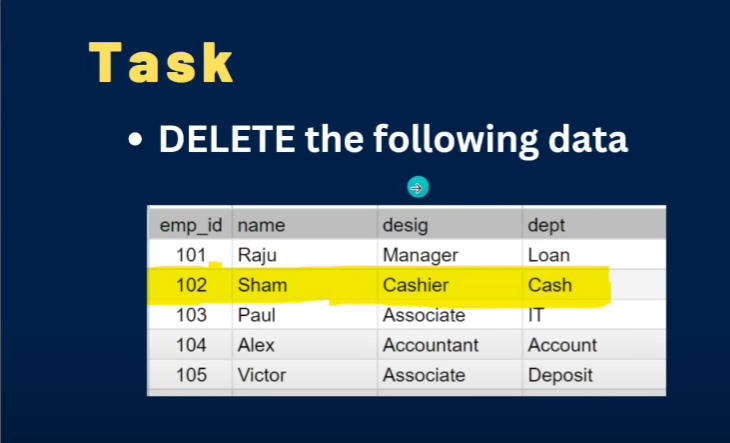 Task
• DELETE the following data
emp_id name desig dept
101 Raju Manager Loan
102 Sham Cashier Cash
103 Paul Associate IT
104 Alex Accountant Account
105 Victor Associate Deposit